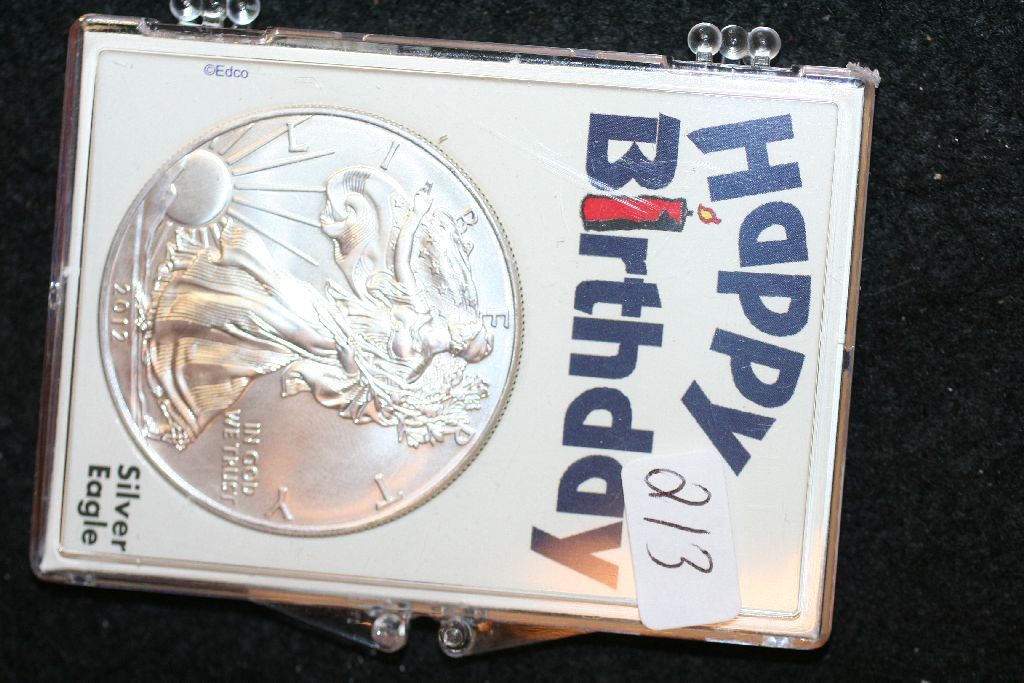 Happy
Birthday
213
LIBERTY
IN GOD
WE TRUST
2012
Silver
Eagle
©Edco